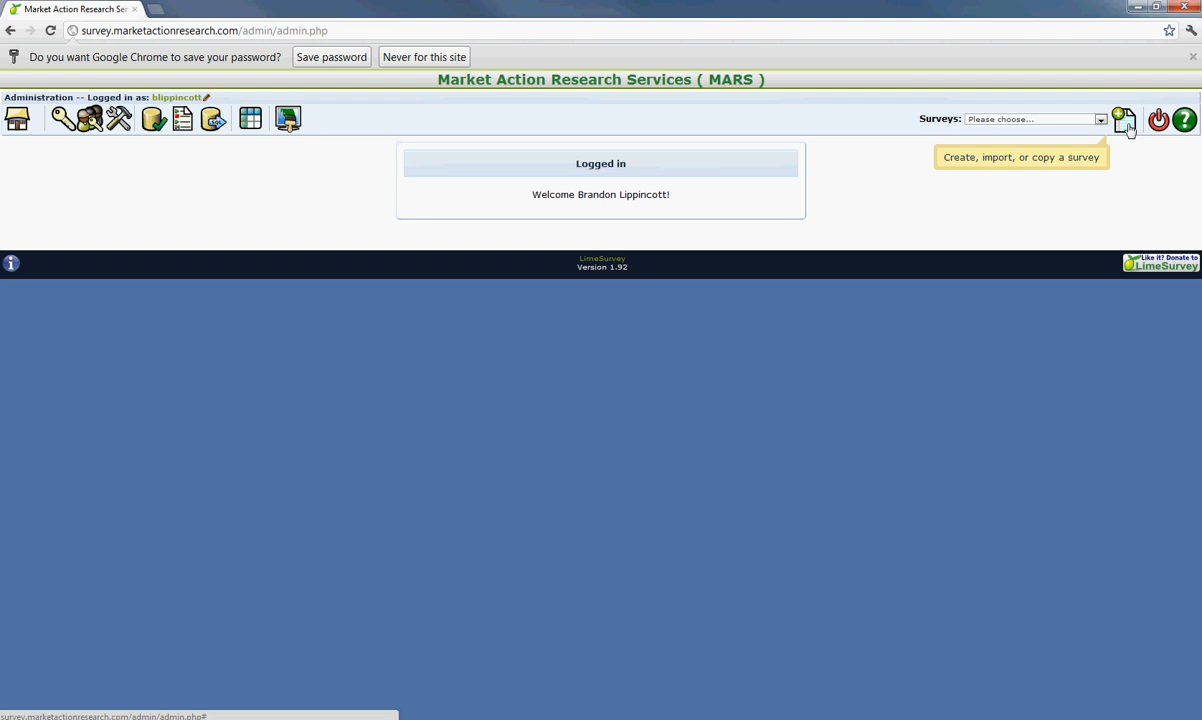 Market Action Research Ser
survey.marketactionresearch.com/admin/admin.php
Do you want Google Chrome to save your password? Save password Never for this site
Market Action Research Services ( MARS )
Administration -- Logged in as: blippincott
Surveys: Please choose...
SQL
Create, import, or copy a survey
Logged in
Welcome Brandon Lippincott!
LimeSurvey
Version 1.92
Like it? Donate to
LimeSurvey
survey.marketactionresearch.com/admin/admin.php#